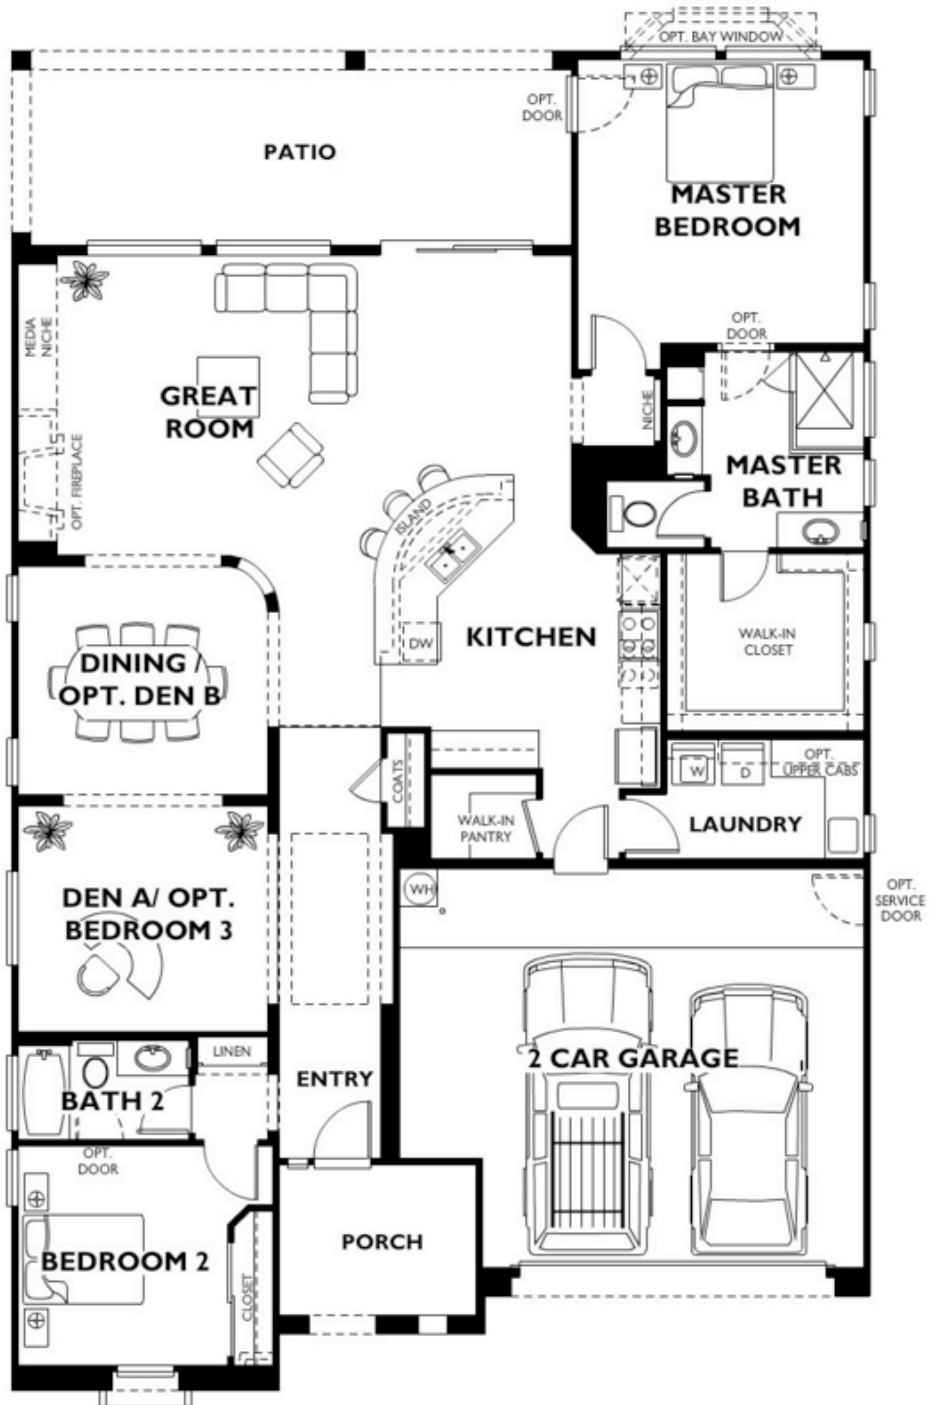 OPT. BAY WINDOW
OPT.
DOOR
PATIO
MASTER
BEDROOM
OPT.
DOOR
MEDIA
NICHE
GREAT
ROOM
NICHE
OPT. FIREPLACE
MASTER
BATH
ISLAND
DW
KITCHEN
WALK-IN
CLOSET
DINING /
OPT. DEN B
COATS
W
D
OPT.
UPPER CABS
WALK-IN
PANTRY
LAUNDRY
DEN A/ OPT.
BEDROOM 3
WH
OPT.
SERVICE
DOOR
LINEN
ENTRY
2 CAR GARAGE
BATH 2
OPT.
DOOR
BEDROOM 2
CLOSET
PORCH